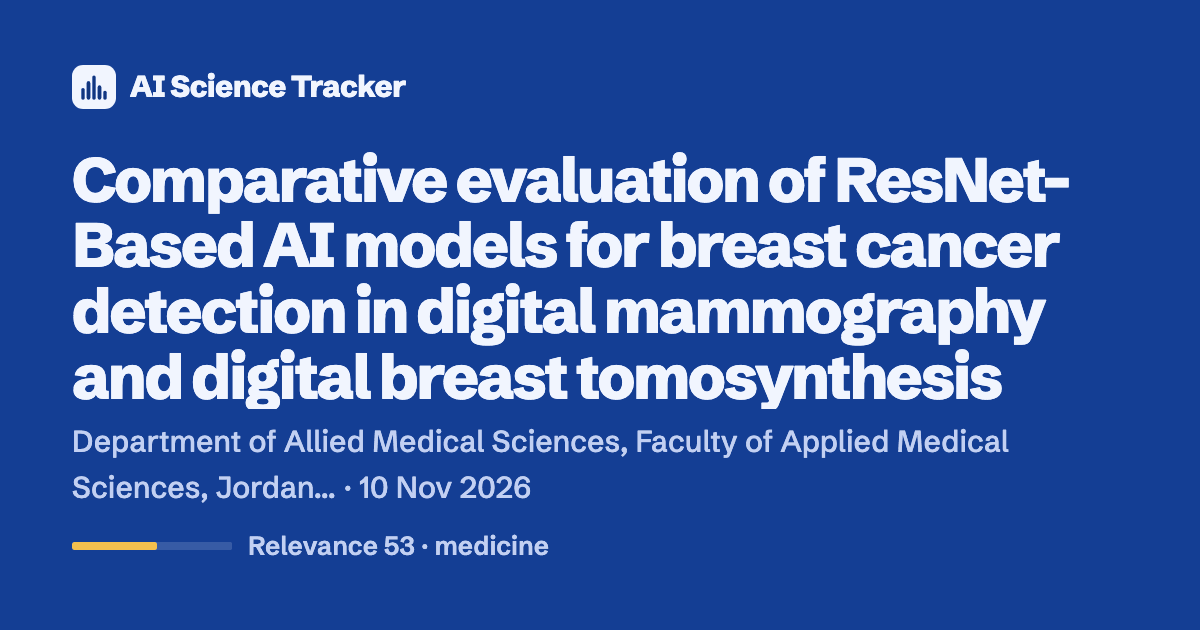 AI Science Tracker
Comparative evaluation of ResNet-
Based AI models for breast cancer
detection in digital mammography
and digital breast tomosynthesis
Department of Allied Medical Sciences, Faculty of Applied Medical
Sciences, Jordan... · 10 Nov 2026
Relevance 53 · medicine